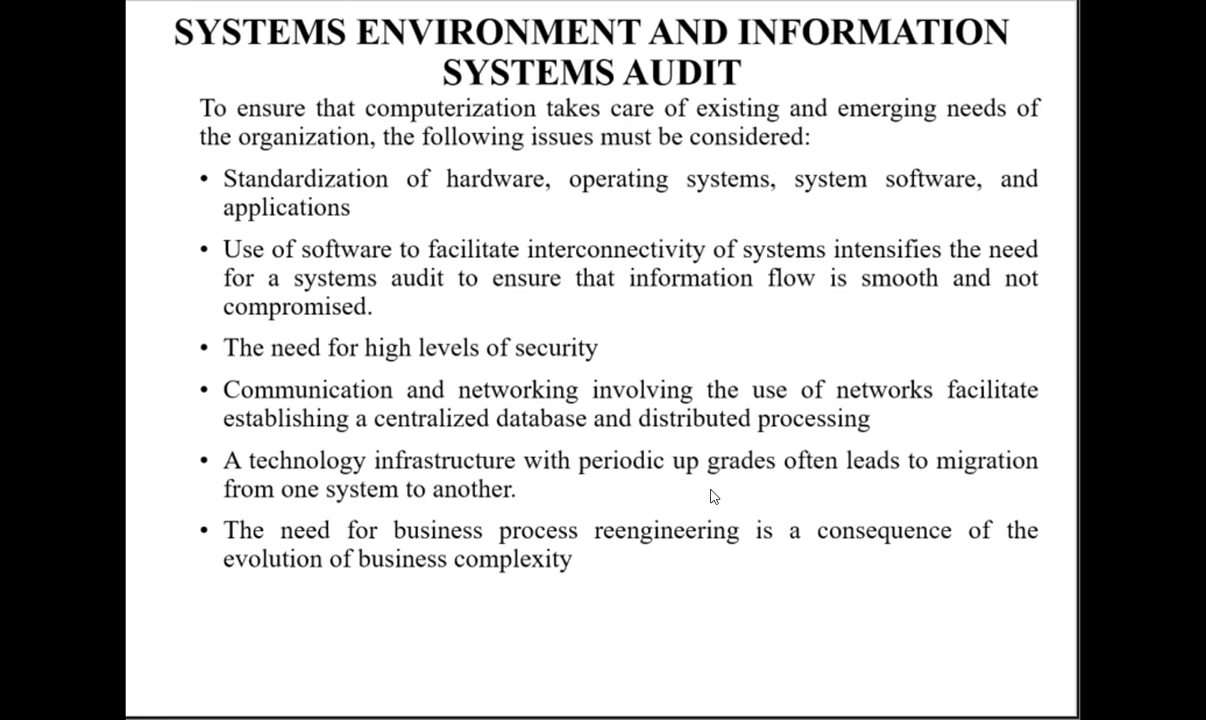 SYSTEMS ENVIRONMENT AND INFORMATION
SYSTEMS AUDIT
To ensure that computerization takes care of existing and emerging needs of
the organization, the following issues must be considered:
• Standardization of hardware, operating systems, system software, and
applications
• Use of software to facilitate interconnectivity of systems intensifies the need
for a systems audit to ensure that information flow is smooth and not
compromised.
• The need for high levels of security
• Communication and networking involving the use of networks facilitate
establishing a centralized database and distributed processing
• A technology infrastructure with periodic up grades often leads to migration
from one system to another.
• The need for business process reengineering is a consequence of the
evolution of business complexity